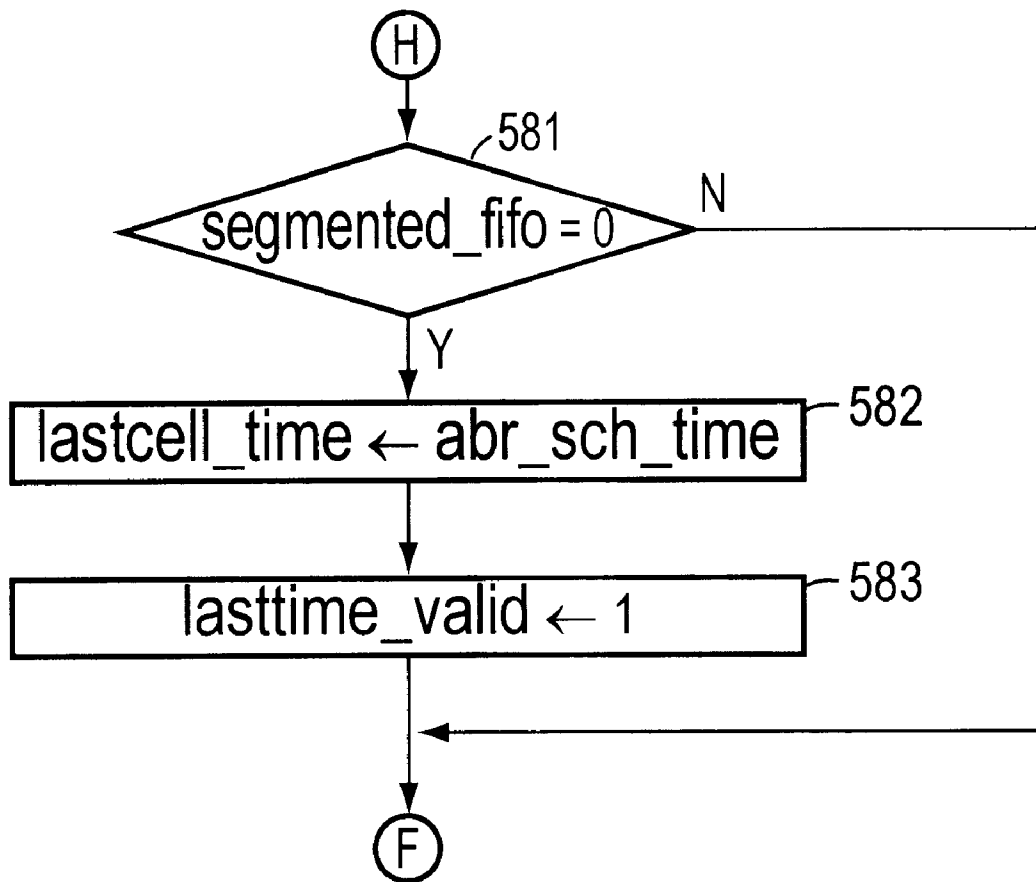 H
581
segmented_fifo = 0
N
Y
582
lastcell_time ← abr_sch_time
583
lasttime_valid ← 1
F